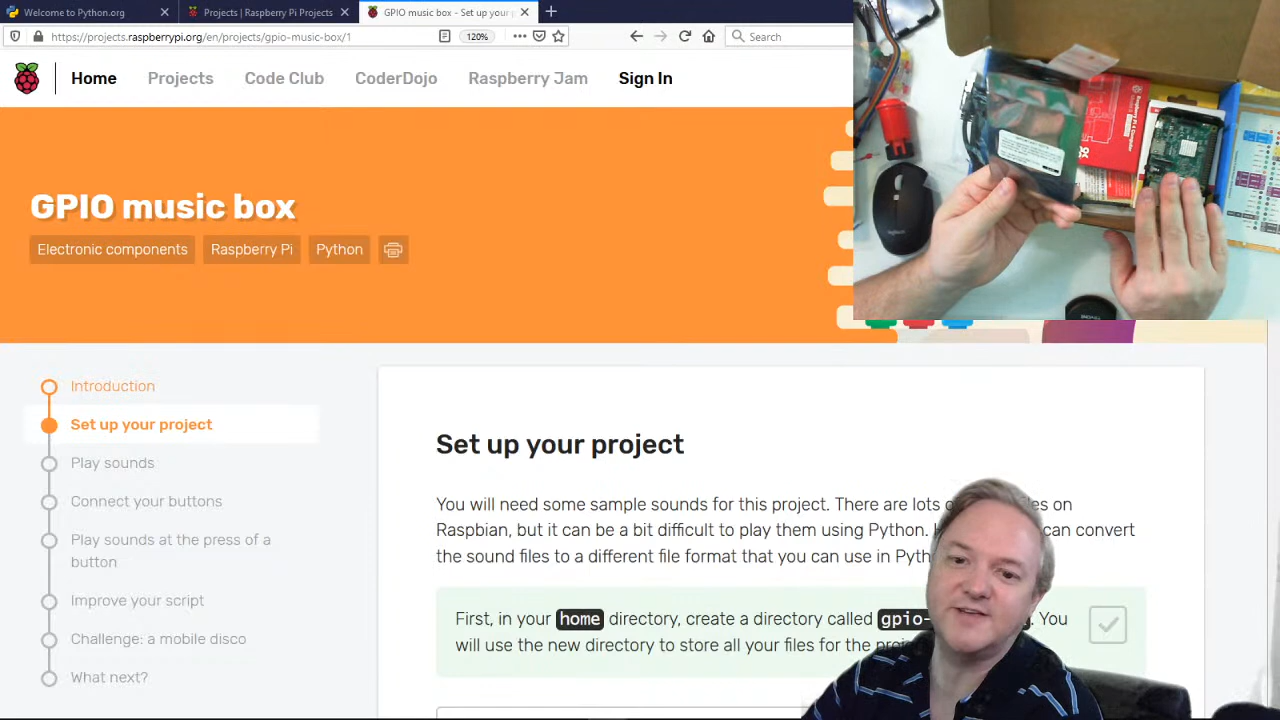 Welcome to Python.org
Projects | Raspberry Pi Projects
GPIO music box - Set up your
https://projects.raspberrypi.org/en/projects/gpio-music-box/1
120%
Search
Home
Projects
Code Club
CoderDojo
Raspberry Jam
Sign In
GPIO music box
Electronic components
Raspberry Pi
Python
Introduction
Set up your project
Play sounds
Connect your buttons
Play sounds at the press of a
button
Improve your script
Challenge: a mobile disco
What next?
Set up your project
You will need some sample sounds for this project. There are lots on
Raspbian, but it can be a bit difficult to play them using Python. can convert
the sound files to a different file format that you can use in
First, in your home directory, create a directory called gpio- You
will use the new directory to store all your files for the